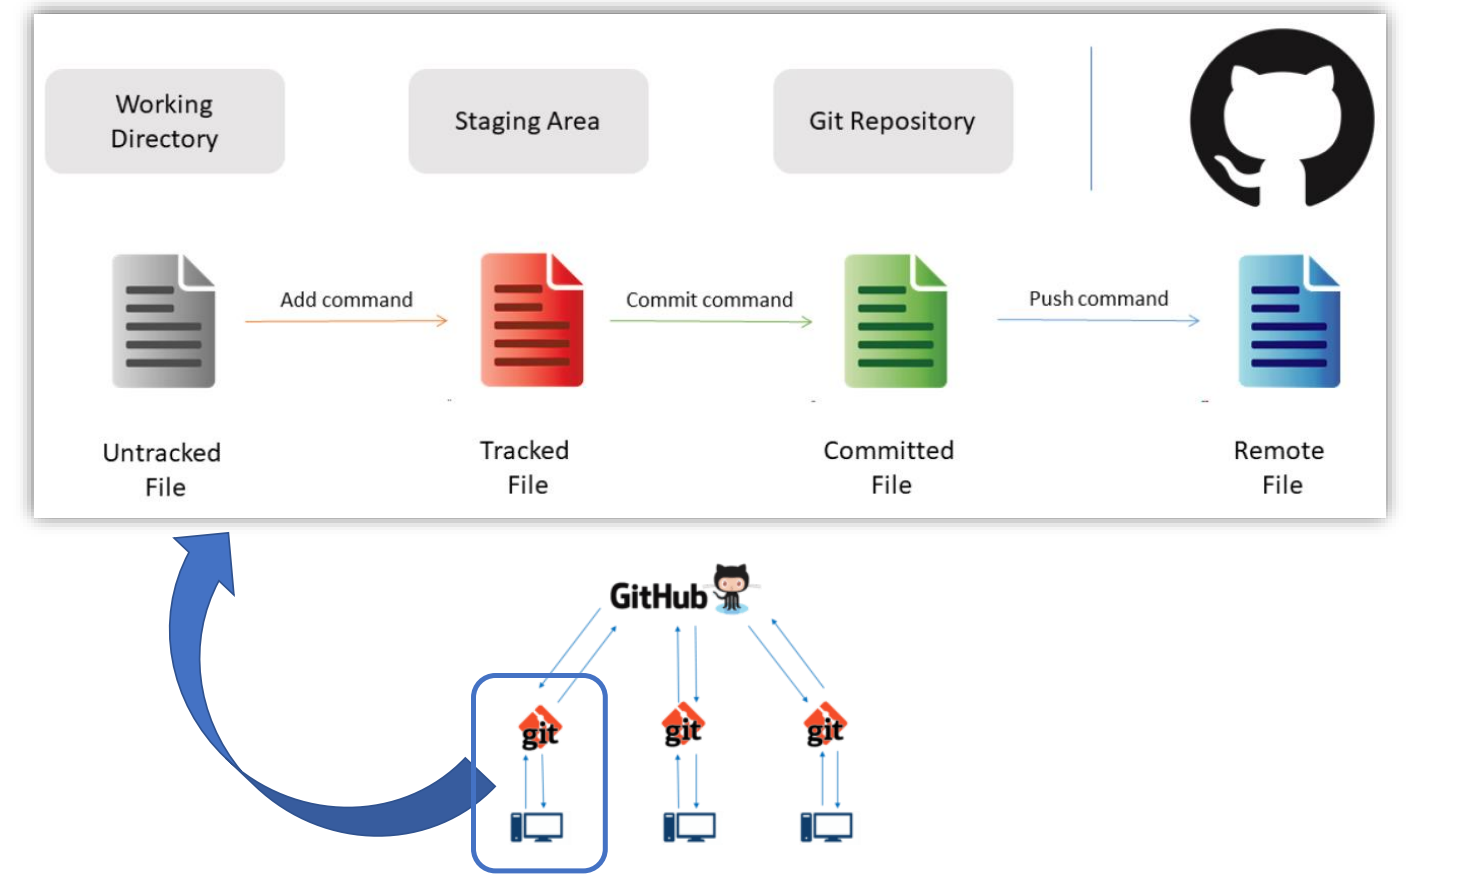 Working
Directory
Staging Area
Git Repository
Add command
Commit command
Push command
Untracked
File
Tracked
File
Committed
File
Remote
File
GitHub
git
git
git